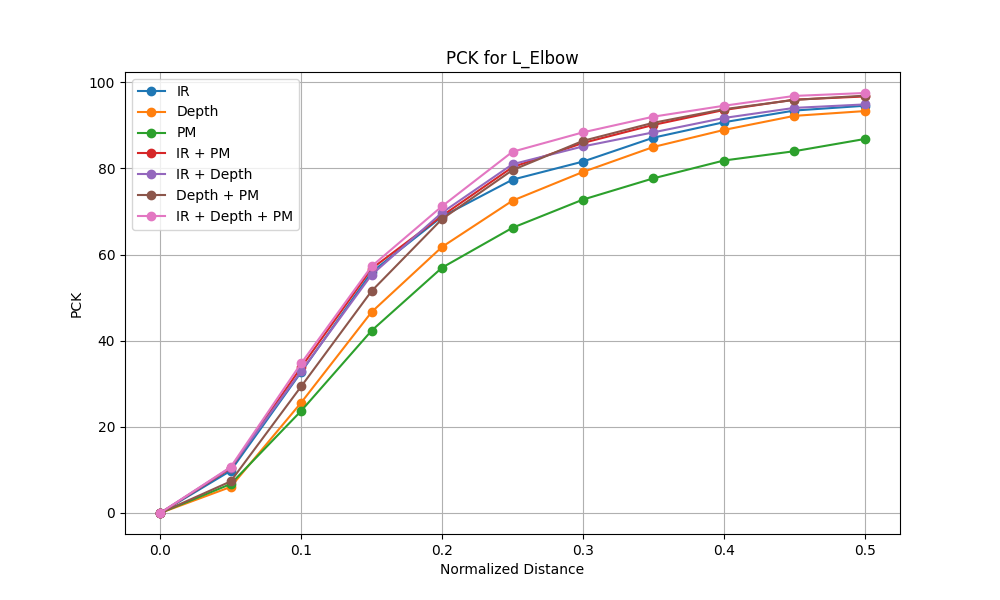 PCK for L_Elbow
100
80
60
40
20
0
PCK
IR
Depth
PM
IR + PM
IR + Depth
Depth + PM
IR + Depth + PM
0.0
0.1
0.2
0.3
0.4
0.5
Normalized Distance